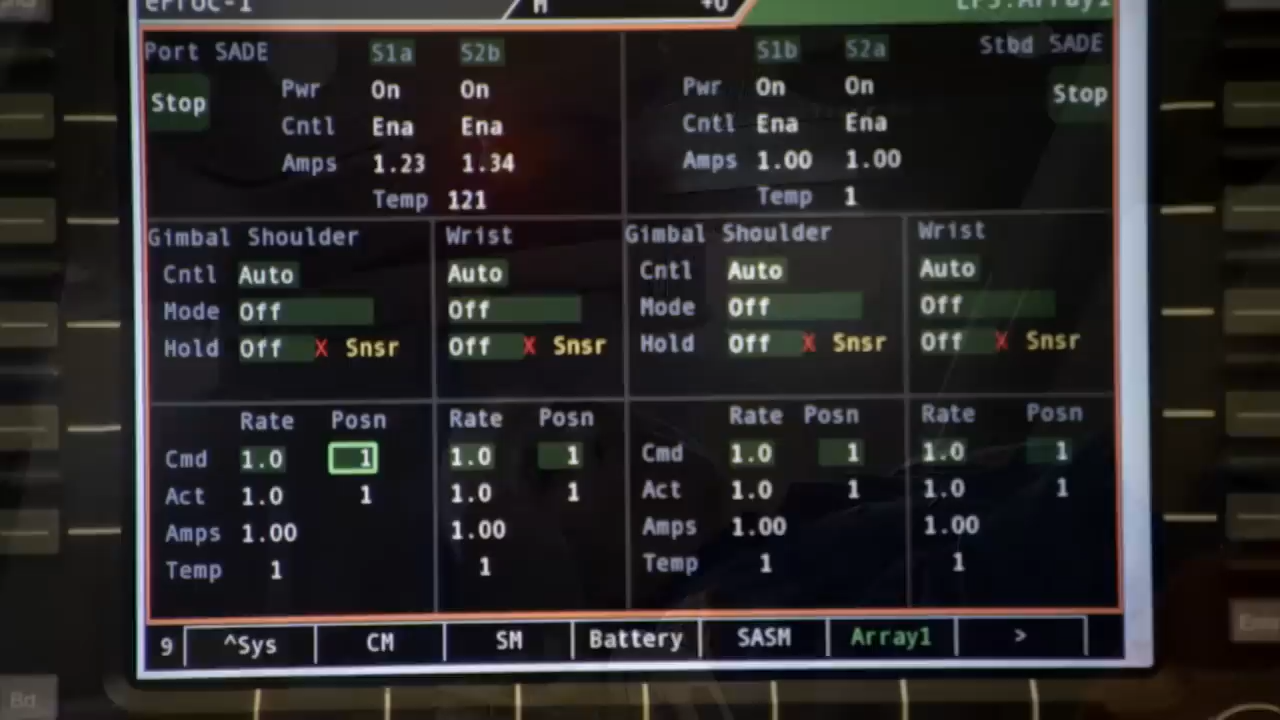 eProc-1 M +0 EPS:Array1
Port SADE S1a S2b S1b S2a Stbd SADE
Stop Pwr On On Pwr On On Stop
Cntl Ena Ena Cntl Ena Ena
Amps 1.23 1.34 Amps 1.00 1.00
Temp 121 Temp 1
Gimbal Shoulder Wrist Gimbal Shoulder Wrist
Cntl Auto Auto Cntl Auto Auto
Mode Off Off Mode Off Off
Hold Off X Snsr Off X Snsr Hold Off X Snsr Off X Snsr
Rate Posn Rate Posn Rate Posn Rate Posn
Cmd 1.0 1 1.0 1 Cmd 1.0 1 1.0 1
Act 1.0 1 1.0 1 Act 1.0 1 1.0 1
Amps 1.00 1.00 Amps 1.00 1.00
Temp 1 1 Temp 1 1
9 ^Sys CM SM Battery SASM Array1 >
Bd